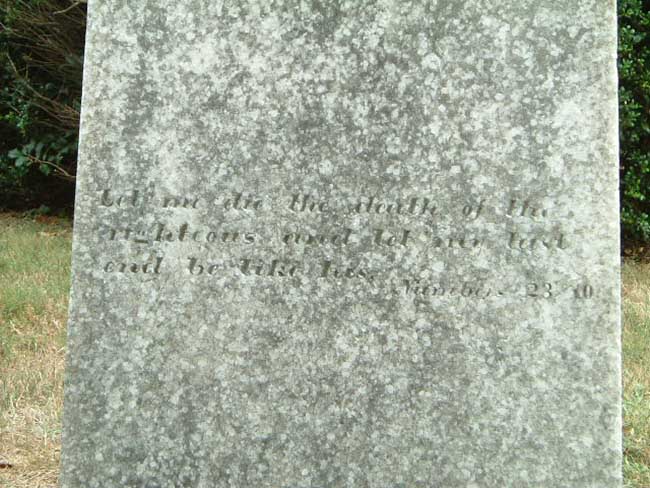 Let me die the death of the
righteous and let my last
end be like his.
Numbers 23 10